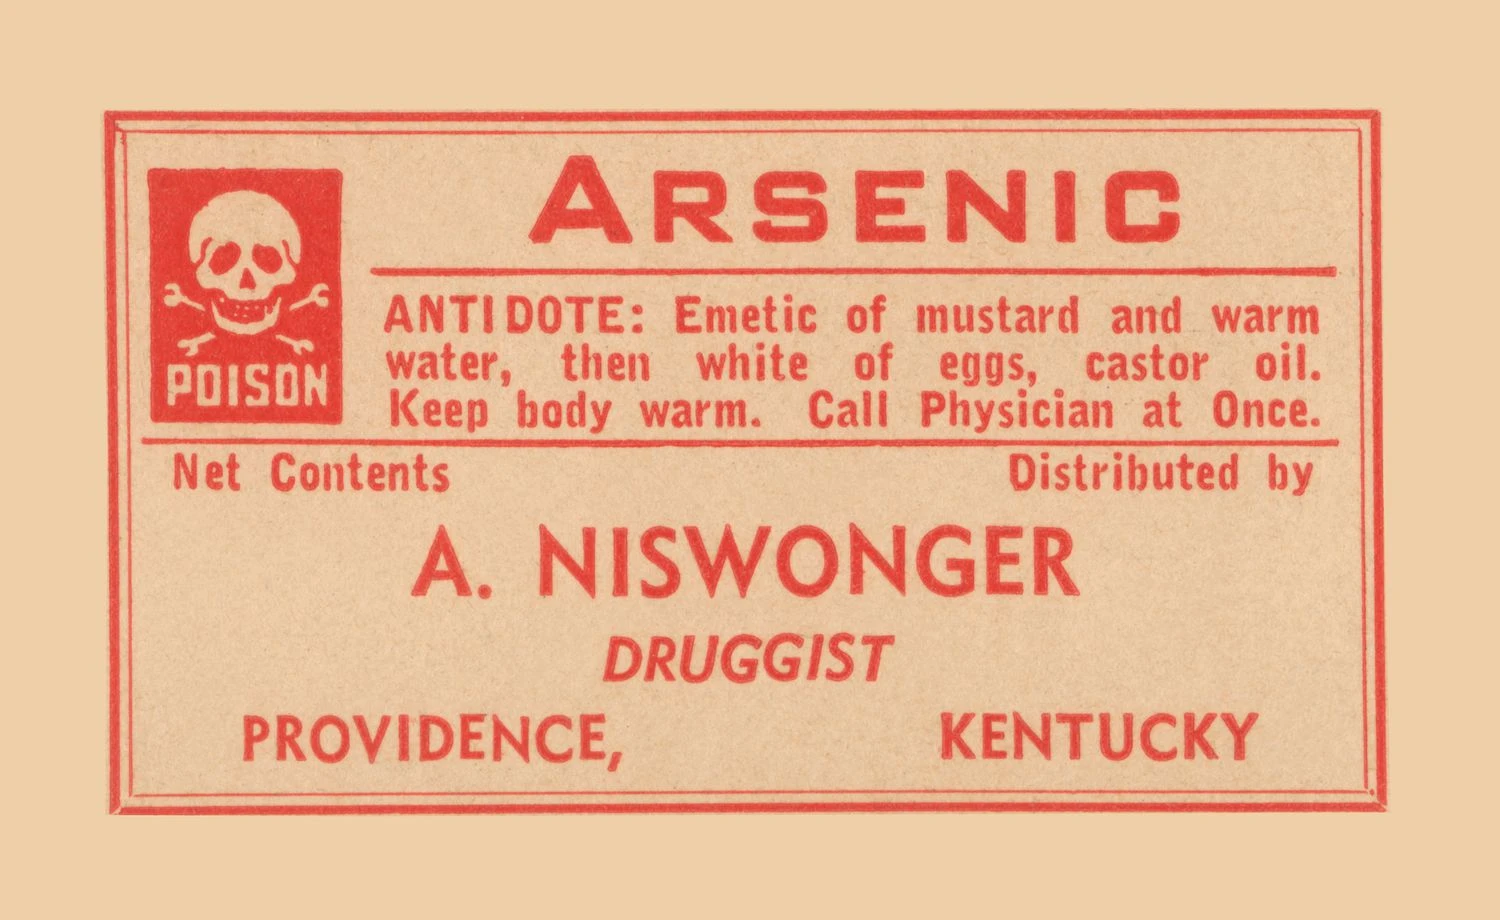 ARSENIC
POISON
ANTIDOTE: Emetic of mustard and warm
water, then white of eggs, castor oil.
Keep body warm. Call Physician at Once.
Net Contents Distributed by
A. NISWONGER
DRUGGIST
PROVIDENCE, KENTUCKY